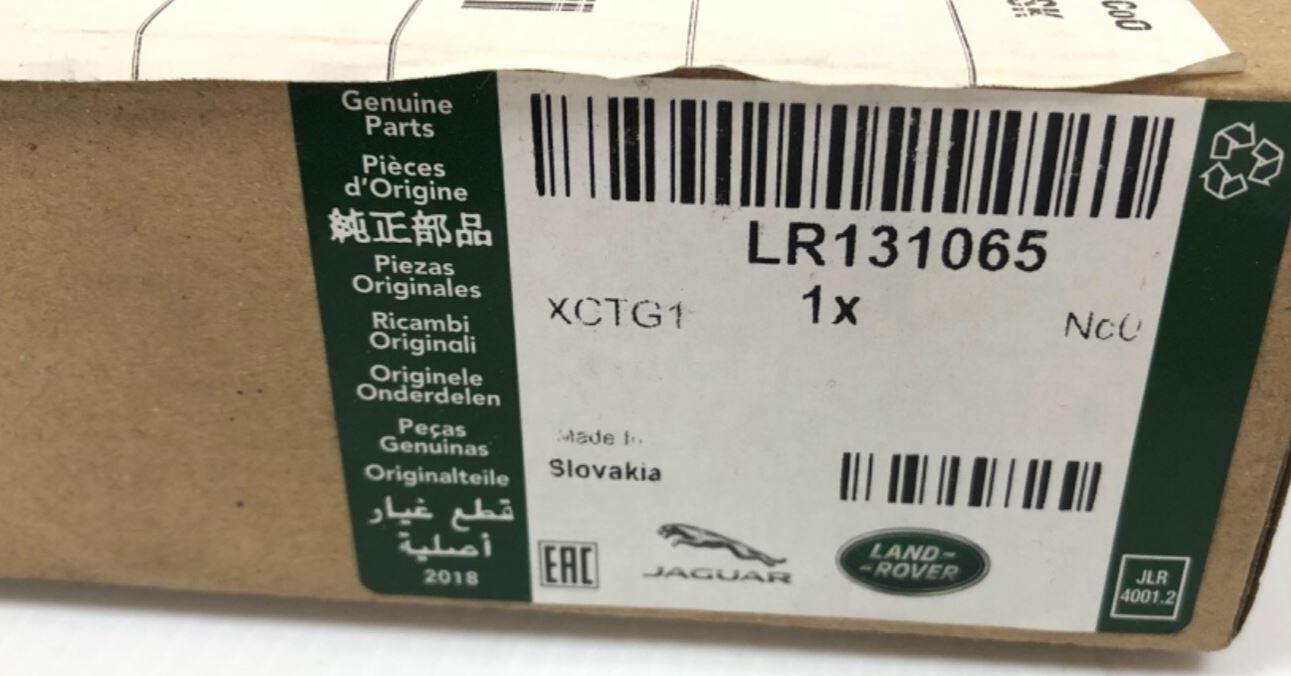 Genuine
Parts
Pièces
d'Origine
純正部品
Piezas
Originales
Ricambi
Originali
Originele
Onderdelen
Peças
Genuinas
Originalteile
قطع غيار
أصلية
2018
LR131065
XCTG1
1x
Made In
Slovakia
EAC
JAGUAR
LAND-
-ROVER
JLR
4001.2